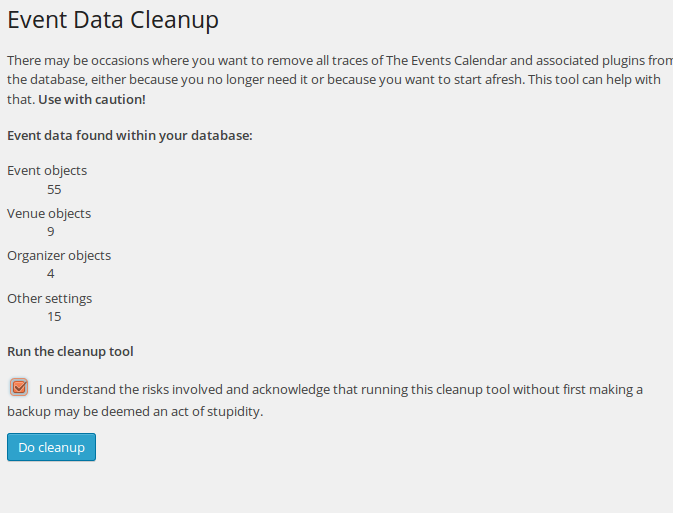 Event Data Cleanup
There may be occasions where you want to remove all traces of The Events Calendar and associated plugins from
the database, either because you no longer need it or because you want to start afresh. This tool can help with
that. Use with caution!
Event data found within your database:
Event objects
55
Venue objects
9
Organizer objects
4
Other settings
15
Run the cleanup tool
I understand the risks involved and acknowledge that running this cleanup tool without first making a
backup may be deemed an act of stupidity.
Do cleanup